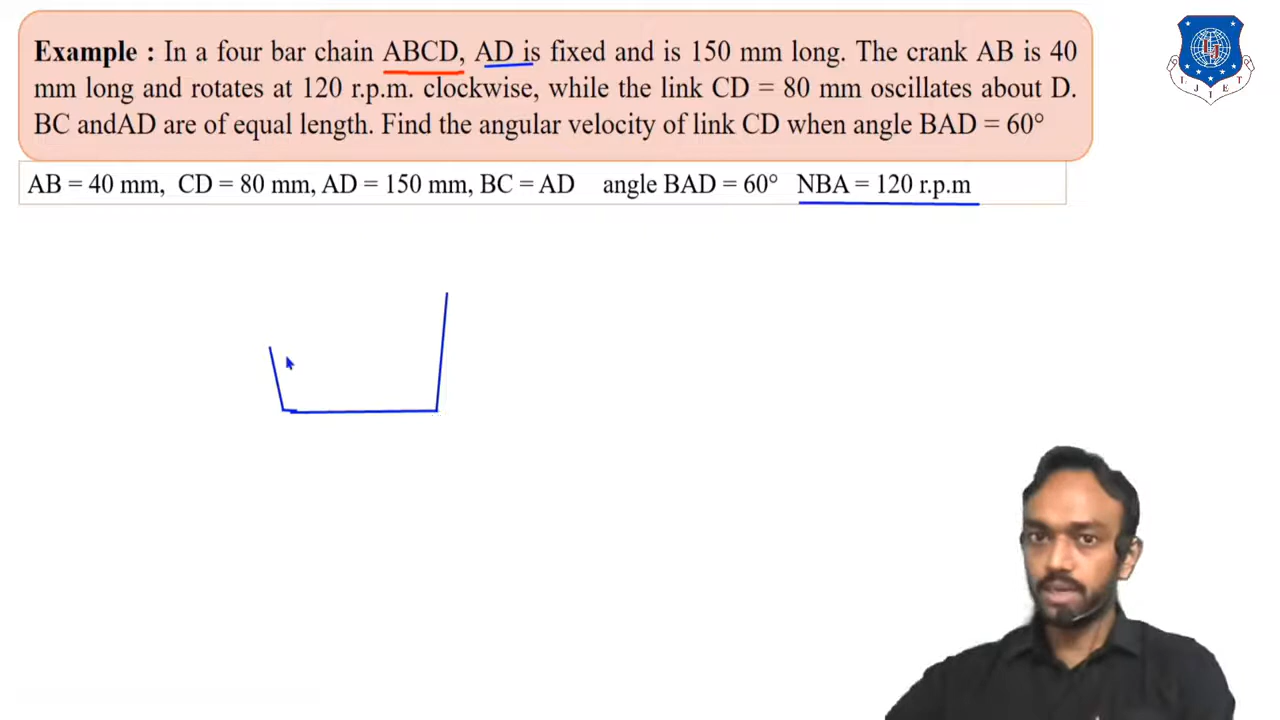 Example : In a four bar chain ABCD, AD is fixed and is 150 mm long. The crank AB is 40
mm long and rotates at 120 r.p.m. clockwise, while the link CD = 80 mm oscillates about D.
BC andAD are of equal length. Find the angular velocity of link CD when angle BAD = 60°
AB = 40 mm, CD = 80 mm, AD = 150 mm, BC = AD angle BAD = 60° NBA = 120 r.p.m